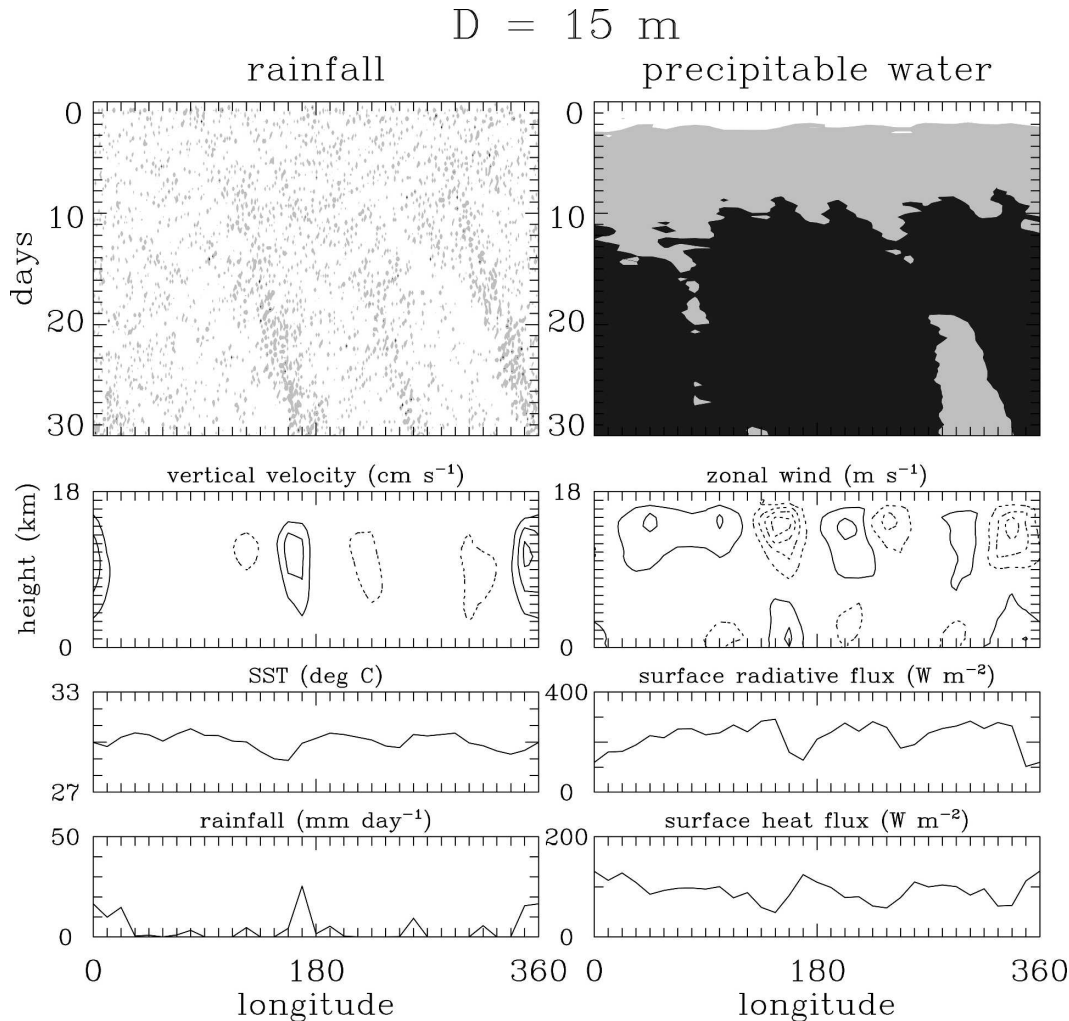 D = 15 m
rainfall precipitable water
0 0
10 10
days
20 20
30 30
vertical velocity (cm s⁻¹) zonal wind (m s⁻¹)
18 18
height (km)
0 0
SST (deg C) surface radiative flux (W m⁻²)
33 400
27 0
rainfall (mm day⁻¹) surface heat flux (W m⁻²)
50 200
0 0
0 180 360 0 180 360
longitude longitude